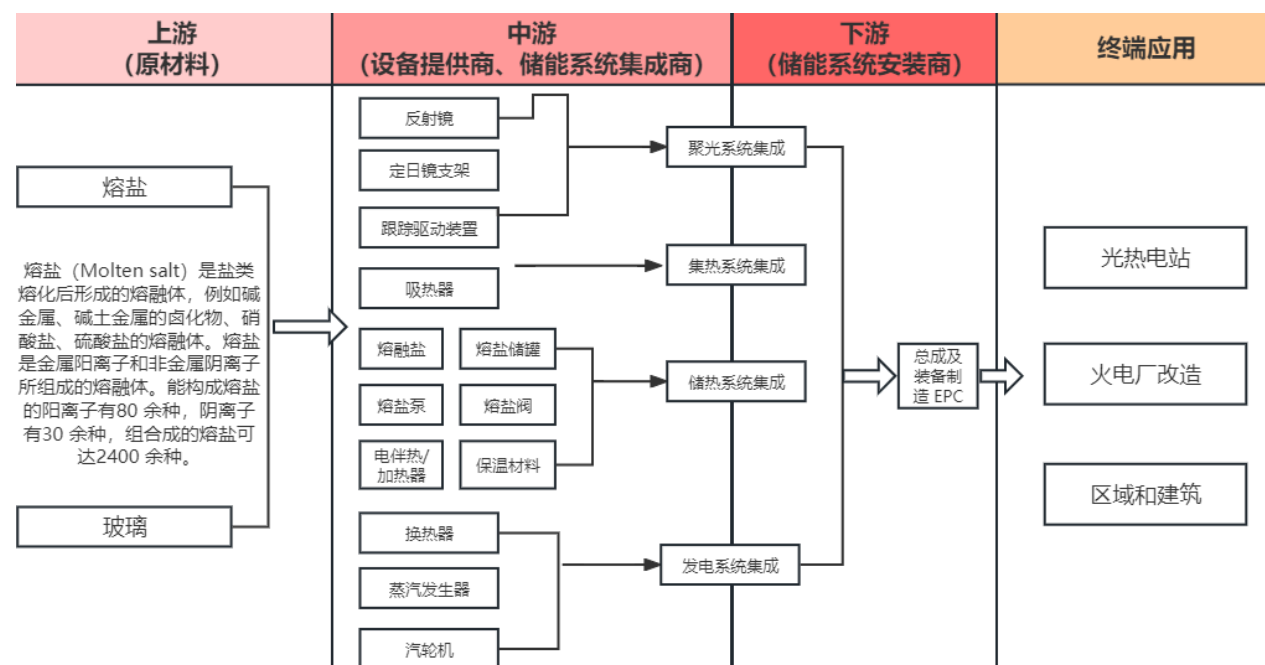 上游
（原材料）
中游
（设备提供商、储能系统集成商）
下游
（储能系统安装商）
终端应用
熔盐
熔盐（Molten salt）是盐类
熔化后形成的熔融体，例如碱
金属、碱土金属的卤化物、硝
酸盐、硫酸盐的熔融体。熔盐
是金属阳离子和非金属阴离子
所组成的熔融体。能构成熔盐
的阳离子有80 余种，阴离子
有30 余种，组合成的熔盐可
达2400 余种。
玻璃
反射镜
定日镜支架
跟踪驱动装置
吸热器
熔融盐
熔盐储罐
熔盐泵
熔盐阀
电伴热/
加热器
保温材料
换热器
蒸汽发生器
汽轮机
聚光系统集成
集热系统集成
储热系统集成
发电系统集成
总成及
装备制
造 EPC
光热电站
火电厂改造
区域和建筑